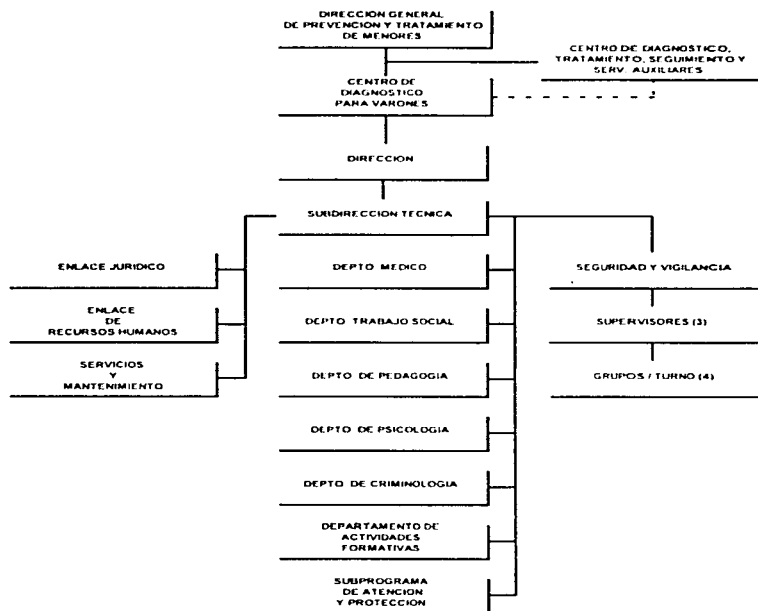 DIRECCION GENERAL
DE PREVENCION Y TRATAMIENTO
DE MENORES
CENTRO DE DIAGNOSTICO,
TRATAMIENTO, SEGUIMIENTO Y
SERV. AUXILIARES
CENTRO DE
DIAGNOSTICO
PARA VARONES
DIRECCION
SUBDIRECCION TECNICA
ENLACE JURIDICO
DEPTO MEDICO
SEGURIDAD Y VIGILANCIA
ENLACE
DE
RECURSOS HUMANOS
DEPTO TRABAJO SOCIAL
SUPERVISORES (3)
SERVICIOS
Y
MANTENIMIENTO
DEPTO DE PEDAGOGIA
GRUPOS / TURNO (4)
DEPTO DE PSICOLOGIA
DEPTO DE CRIMINOLOGIA
DEPARTAMENTO DE
ACTIVIDADES
FORMATIVAS
SUBPROGRAMA
DE ATENCION
Y PROTECCION